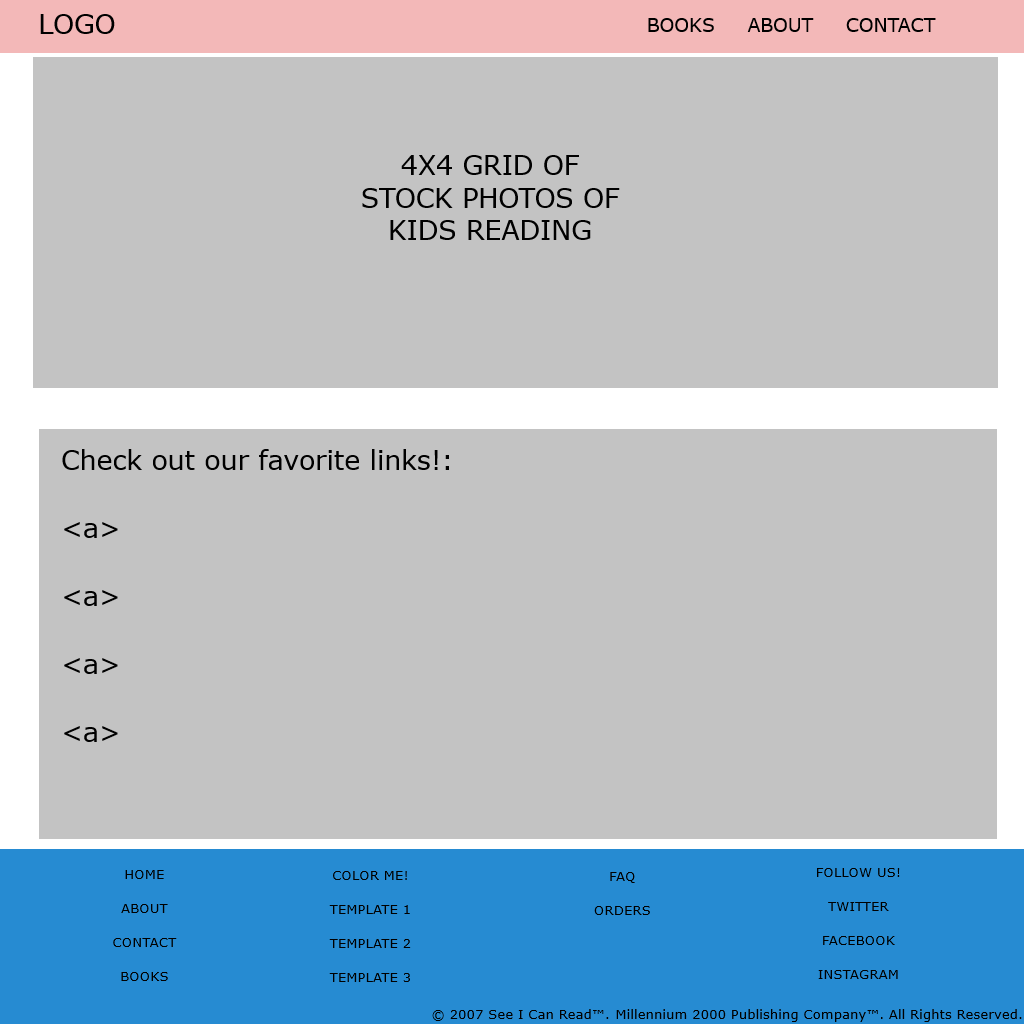 LOGO
BOOKS ABOUT CONTACT
4X4 GRID OF
STOCK PHOTOS OF
KIDS READING
Check out our favorite links!:
<a>
<a>
<a>
<a>
HOME
ABOUT
CONTACT
BOOKS
COLOR ME!
TEMPLATE 1
TEMPLATE 2
TEMPLATE 3
FAQ
ORDERS
FOLLOW US!
TWITTER
FACEBOOK
INSTAGRAM
© 2007 See I Can Read™. Millennium 2000 Publishing Company™. All Rights Reserved.